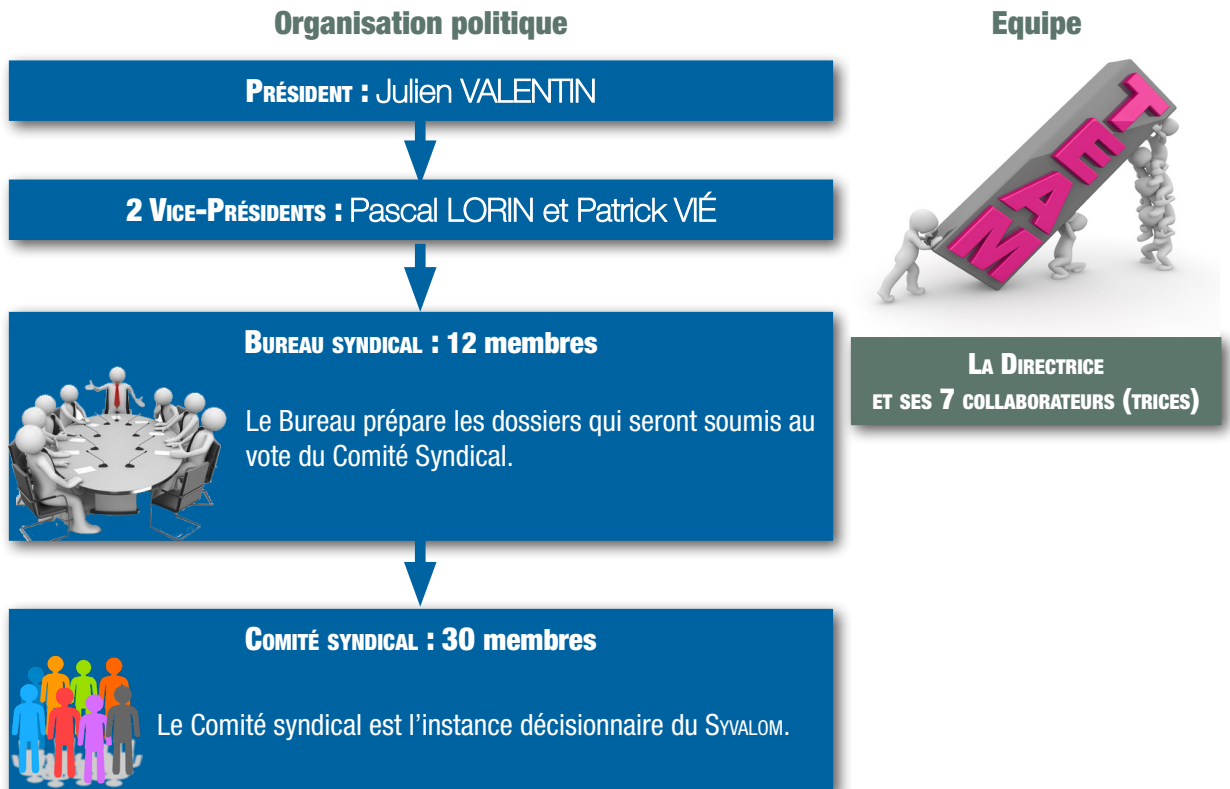 Organisation politique
Président : Julien VALENTIN
2 Vice-Présidents : Pascal LORIN et Patrick VIÉ
Bureau syndical : 12 membres
Le Bureau prépare les dossiers qui seront soumis au
vote du Comité Syndical.
Comité syndical : 30 membres
Le Comité syndical est l'instance décisionnaire du Syvalom.
Equipe
TEAM
La Directrice
et ses 7 collaborateurs (trices)